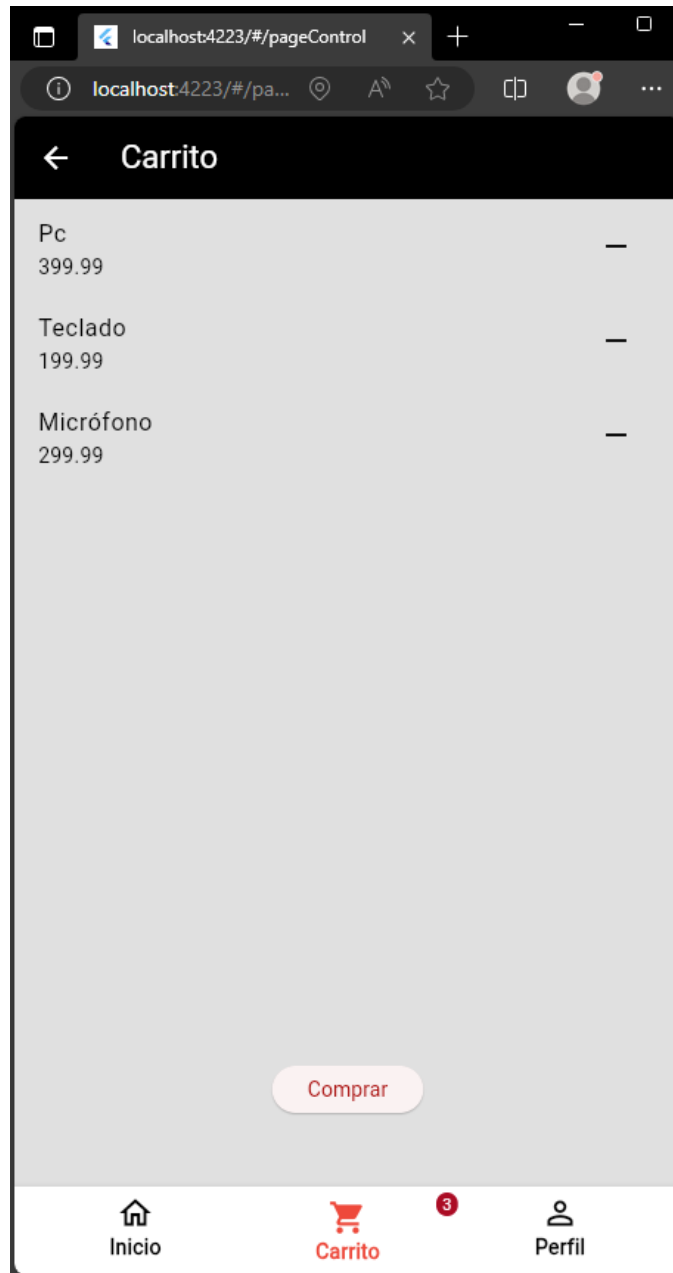 localhost:4223/#/pageControl
localhost:4223/#/pa...
Carrito
Pc
399.99
Teclado
199.99
Micrófono
299.99
Comprar
3
Inicio
Carrito
Perfil